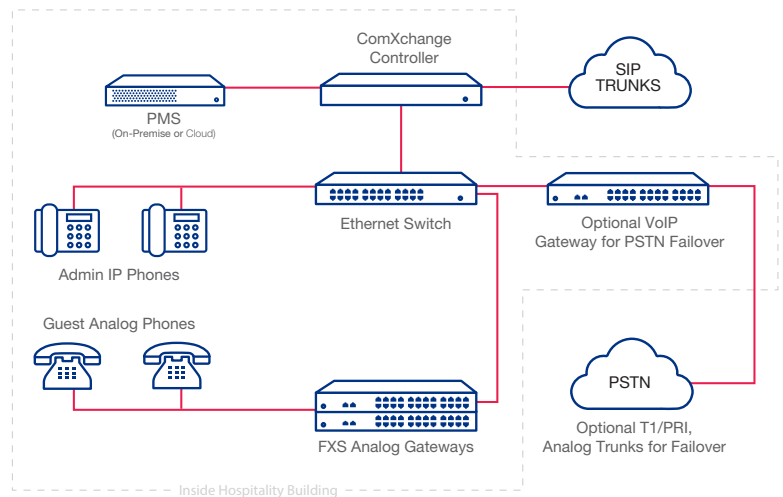 ComXchange
Controller
SIP
TRUNKS
PMS
(On-Premise or Cloud)
Ethernet Switch
Optional VoIP
Gateway for PSTN Failover
Admin IP Phones
Guest Analog Phones
PSTN
FXS Analog Gateways
Optional T1/PRI,
Analog Trunks for Failover
Inside Hospitality Building